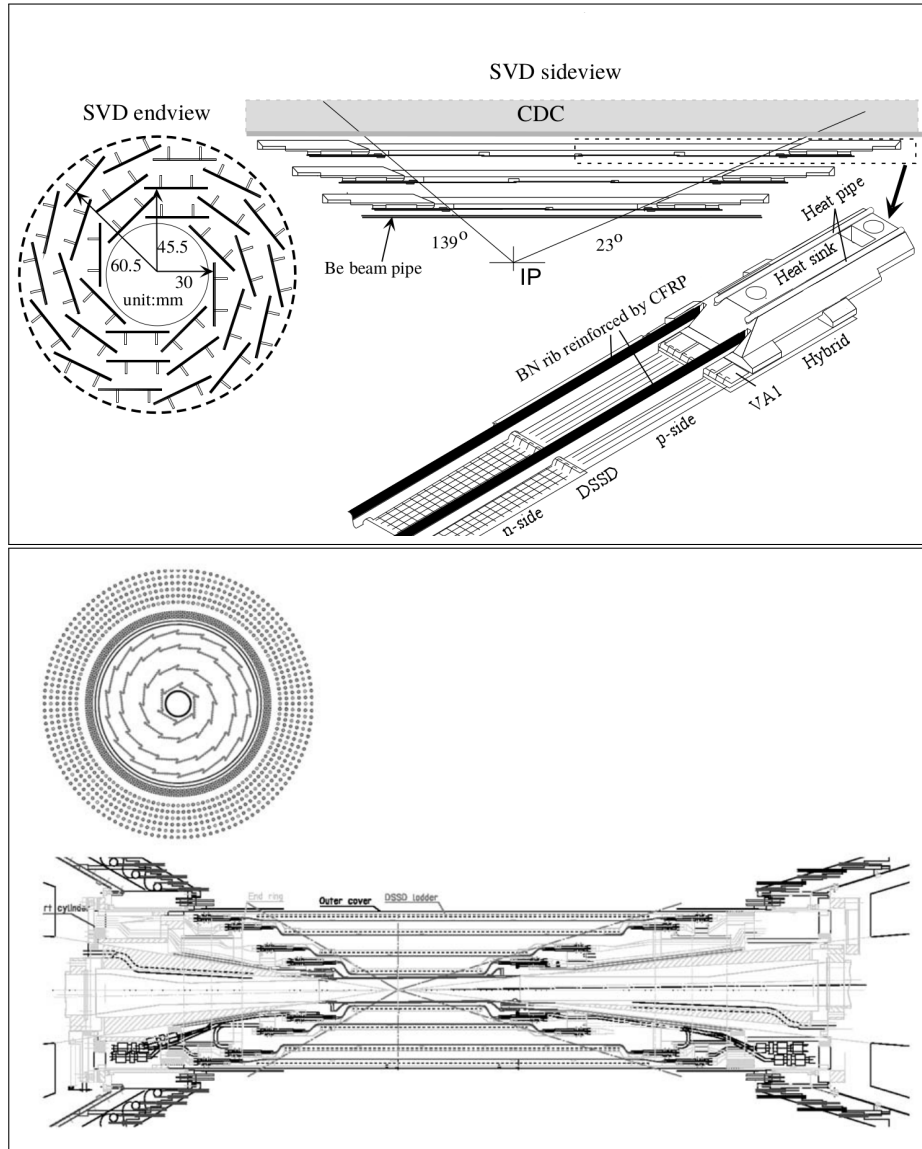 SVD sideview
SVD endview
CDC
45.5
60.5
30
unit:mm
139°
23°
IP
Be beam pipe
Heat pipe
Heat sink
BN rib reinforced by CFRP
Hybrid
VA1
p-side
DSSD
n-side
End ring
Outer cover
DSSD ladder
rt cylinder